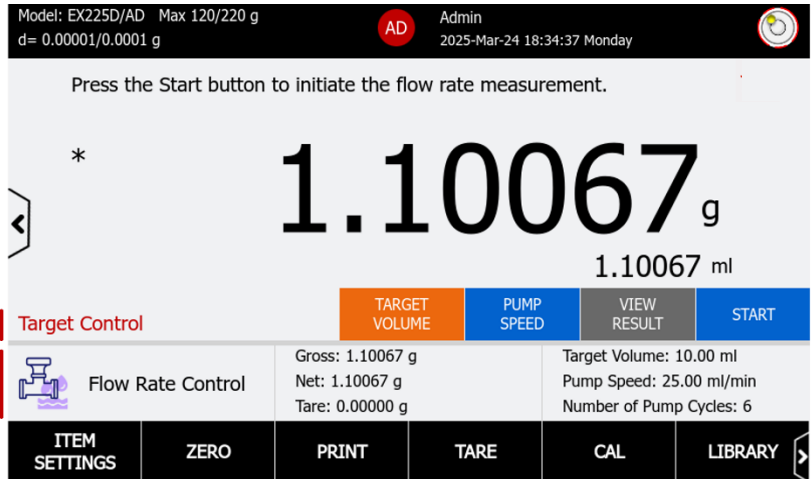 Model: EX225D/AD Max 120/220 g
d= 0.00001/0.0001 g
AD
Admin
2025-Mar-24 18:34:37 Monday
Press the Start button to initiate the flow rate measurement.
*
1.10067 g
1.10067 ml
Target Control
TARGET
VOLUME
PUMP
SPEED
VIEW
RESULT
START
Flow Rate Control
Gross: 1.10067 g
Net: 1.10067 g
Tare: 0.00000 g
Target Volume: 10.00 ml
Pump Speed: 25.00 ml/min
Number of Pump Cycles: 6
ITEM
SETTINGS
ZERO
PRINT
TARE
CAL
LIBRARY